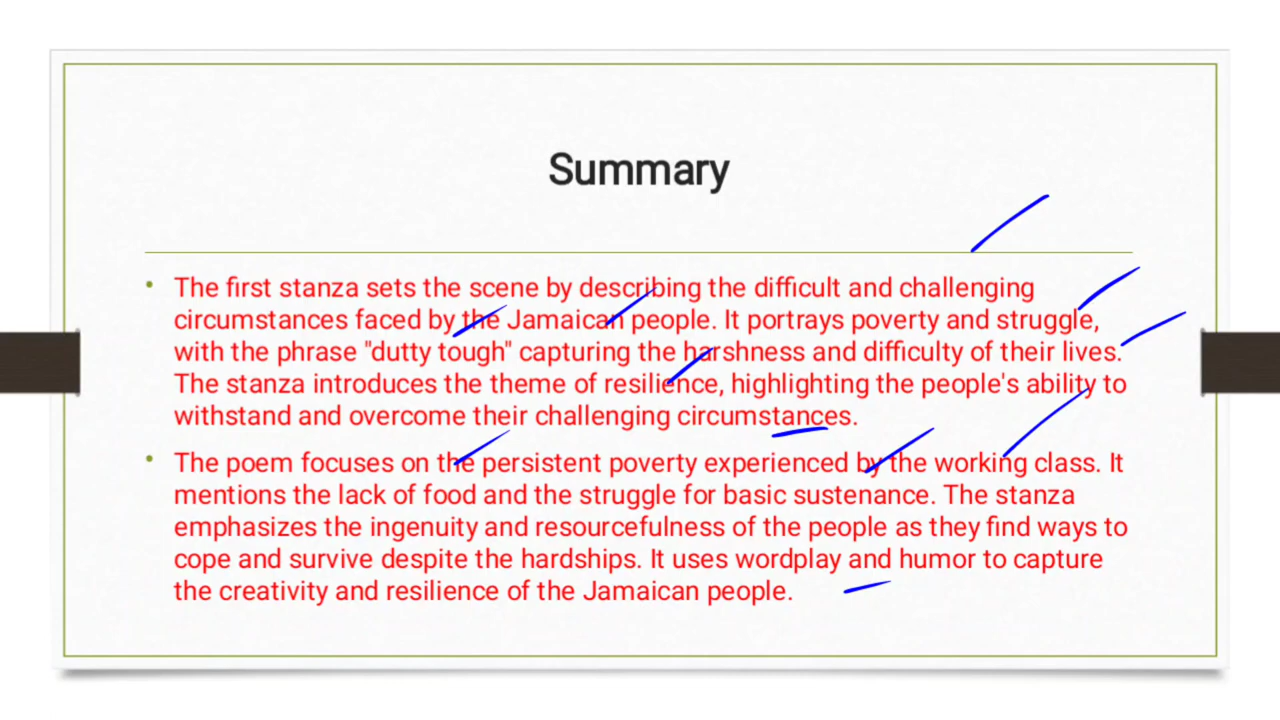 Summary
• The first stanza sets the scene by describing the difficult and challenging
circumstances faced by the Jamaican people. It portrays poverty and struggle,
with the phrase "dutty tough" capturing the harshness and difficulty of their lives.
The stanza introduces the theme of resilience, highlighting the people's ability to
withstand and overcome their challenging circumstances.
• The poem focuses on the persistent poverty experienced by the working class. It
mentions the lack of food and the struggle for basic sustenance. The stanza
emphasizes the ingenuity and resourcefulness of the people as they find ways to
cope and survive despite the hardships. It uses wordplay and humor to capture
the creativity and resilience of the Jamaican people.